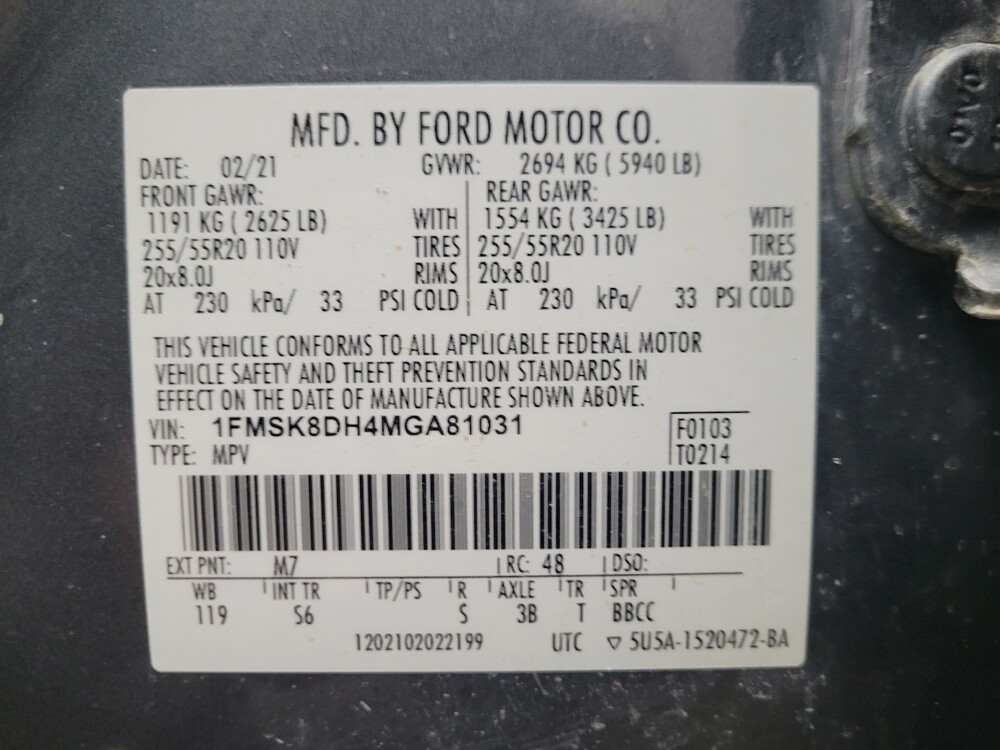 MFD. BY FORD MOTOR CO.
DATE: 02/21 GVWR: 2694 KG ( 5940 LB)
FRONT GAWR: REAR GAWR:
1191 KG ( 2625 LB) WITH 1554 KG ( 3425 LB) WITH
255/55R20 110V TIRES 255/55R20 110V TIRES
20x8.0J RIMS 20x8.0J RIMS
AT 230 kPa/ 33 PSI COLD AT 230 kPa/ 33 PSI COLD
THIS VEHICLE CONFORMS TO ALL APPLICABLE FEDERAL MOTOR
VEHICLE SAFETY AND THEFT PREVENTION STANDARDS IN
EFFECT ON THE DATE OF MANUFACTURE SHOWN ABOVE.
VIN: 1FMSK8DH4MGA81031 F0103
TYPE: MPV T0214
EXT PNT: M7 RC: 48 DSO:
WB INT TR TP/PS R AXLE TR SPR
119 S6 S 3B T BBCC
1202102022199 UTC ▽ 5U5A-1520472-BA